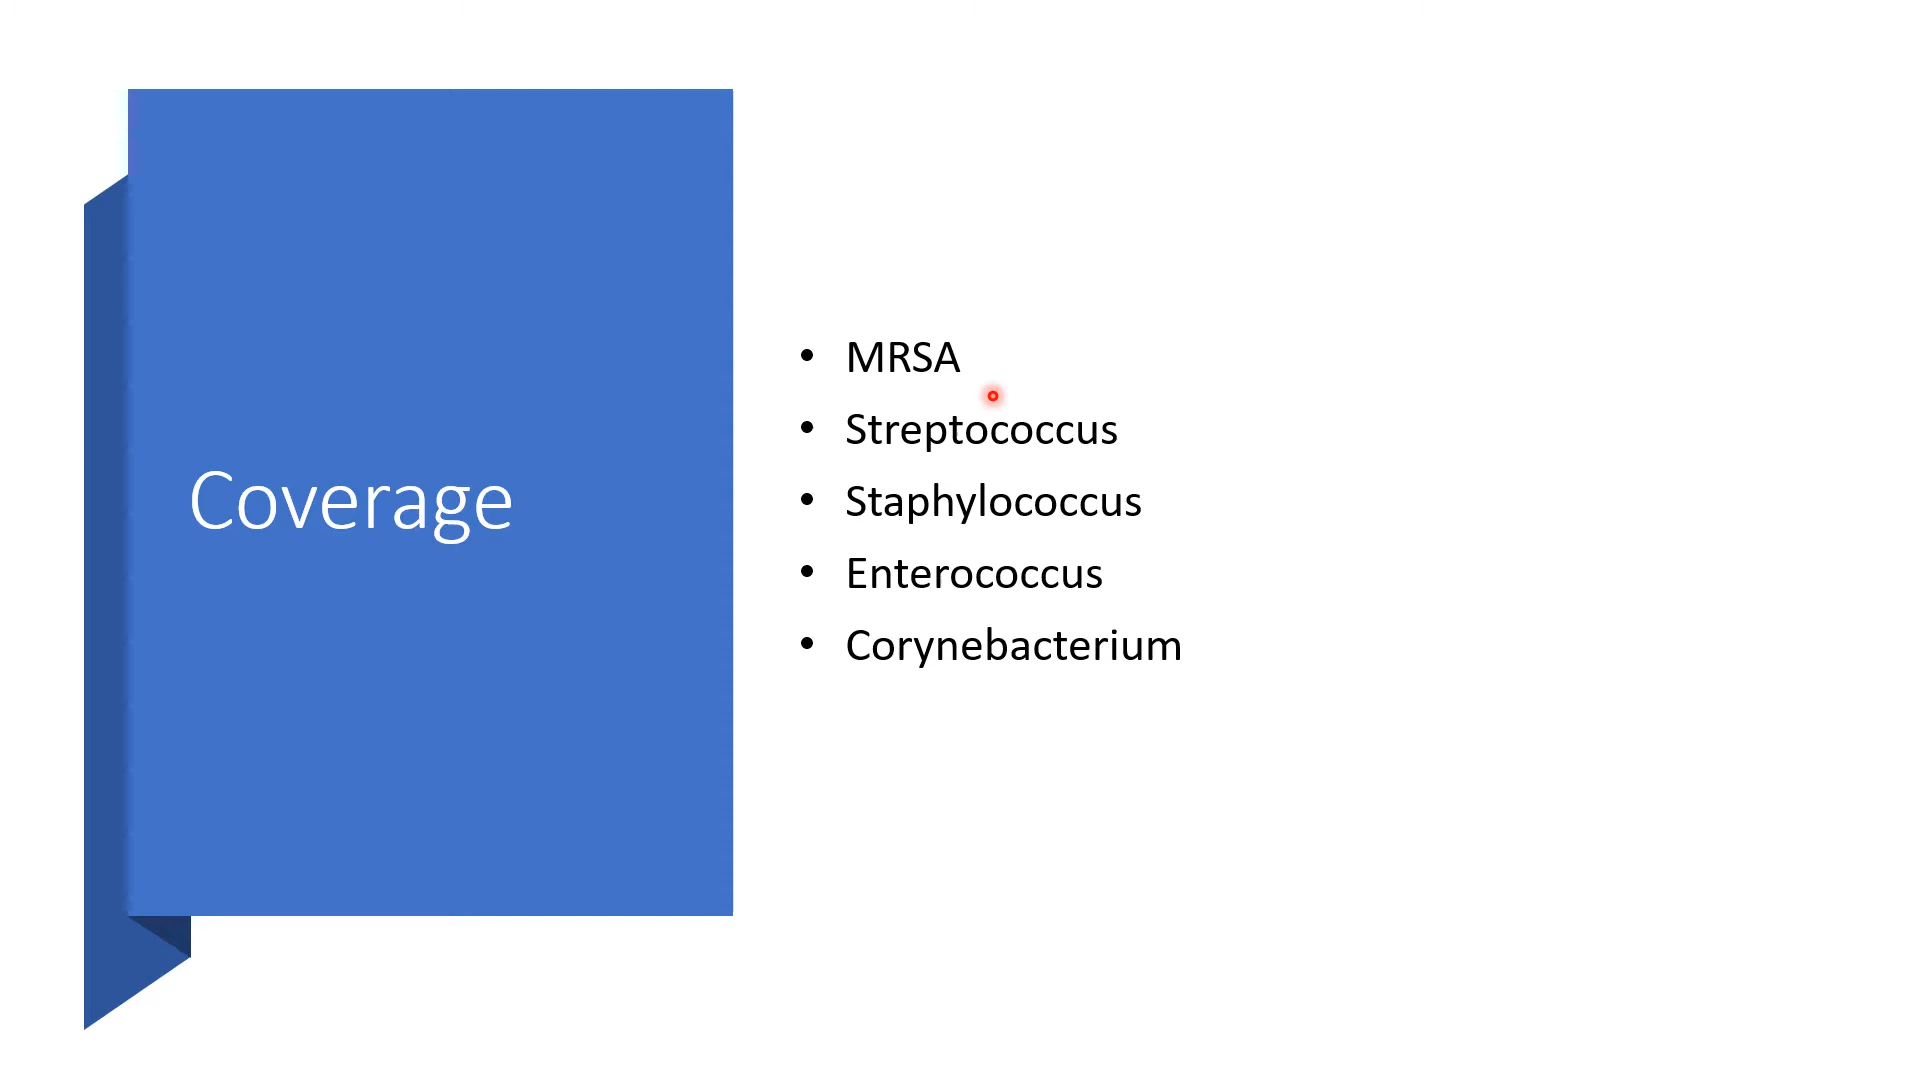 Coverage
• MRSA
• Streptococcus
• Staphylococcus
• Enterococcus
• Corynebacterium